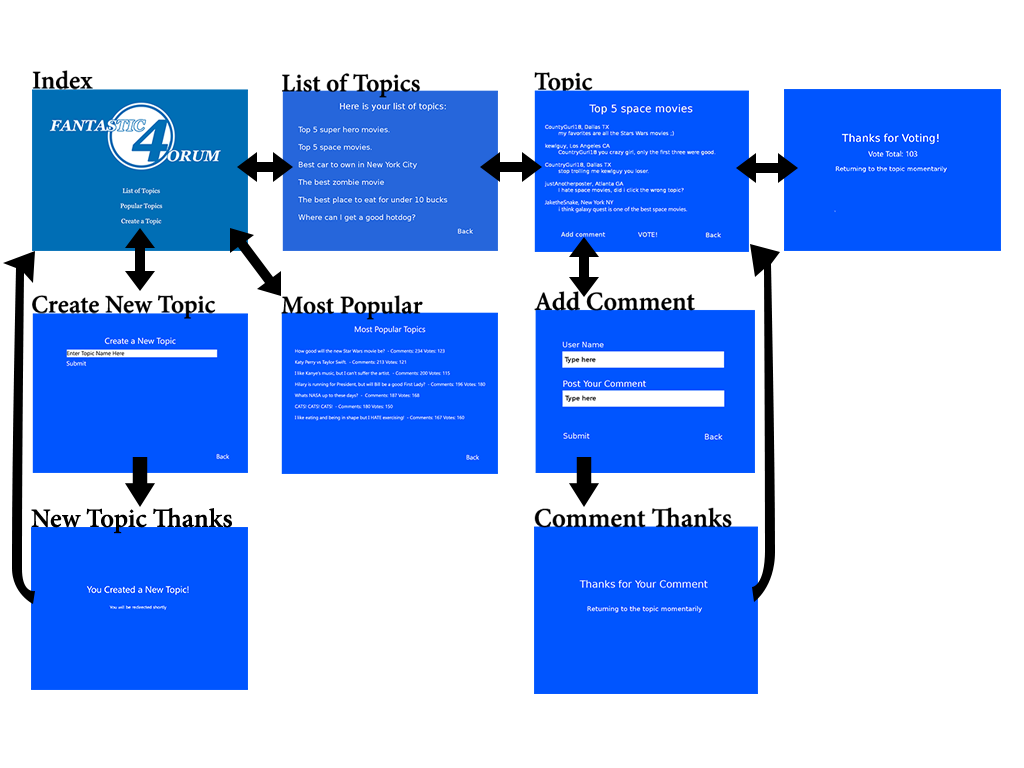 Index
FANTASTIC 4 FORUM
List of Topics
Popular Topics
Create a Topic
List of Topics
Here is your list of topics:
Top 5 super hero movies.
Top 5 space movies.
Best car to own in New York City
The best zombie movie
The best place to eat for under 10 bucks
Where can I get a good hotdog?
Back
Topic
Top 5 space movies
CountyGurl18, Dallas TX
my favorites are all the Stars Wars movies ;)
kewlguy, Los Angeles CA
CountryGurl18 you crazy girl, only the first three were good.
CountryGurl18, Dallas TX
stop trolling me kewlguy you loser.
justAnotherposter, Atlanta GA
I hate space movies, did I click the wrong topic?
JaketheSnake, New York NY
i think galaxy quest is one of the best space movies.
Add comment
VOTE!
Back
Thanks for Voting!
Vote Total: 103
Returning to the topic momentarily
Create New Topic
Create a New Topic
Enter Topic Name Here
Submit
Back
Most Popular
Most Popular Topics
How good will the new Star Wars movie be? - Comments: 234 Votes: 123
Katy Perry vs Taylor Swift - Comments: 213 Votes: 121
I like Kanye's music, but I can't suffer the artist. - Comments: 200 Votes: 115
Hilary is running for President, but will Bill be a good First Lady? - Comments: 196 Votes: 180
Whats NASA up to these days? - Comments: 187 Votes: 168
CATS! CATS! CATS! - Comments: 180 Votes: 150
I like eating and being in shape but I HATE exercising! - Comments: 167 Votes: 160
Back
Add Comment
User Name
Type here
Post Your Comment
Type here
Submit
Back
New Topic Thanks
You Created a New Topic!
You will be redirected shortly
Comment Thanks
Thanks for Your Comment
Returning to the topic momentarily